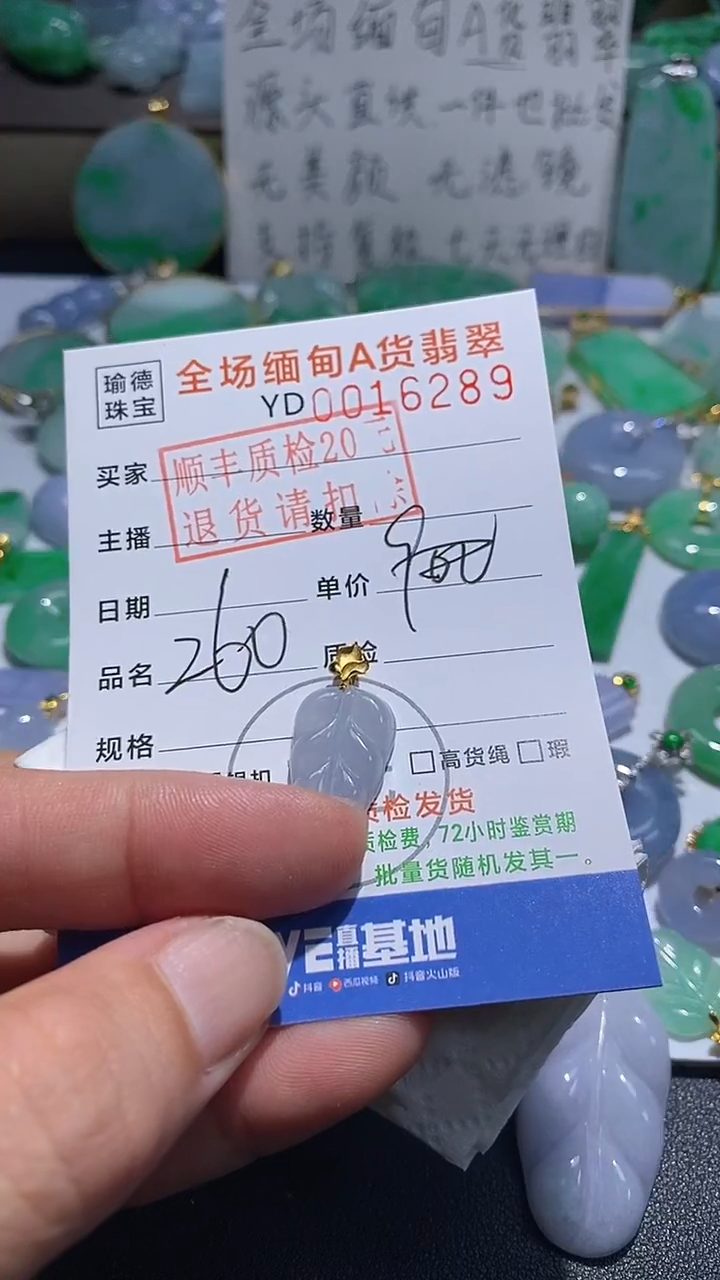 全场缅甸A货翡翠
源头直供 一件也批发
无美颜 无滤镜
瑜德
珠宝
全场缅甸A货翡翠
YD0016289
买家
顺丰质检20
退货请扣
主播
数量
日期
单价
品名 260
质检
规格
高货绳 瑕
质检发货
质检费,72小时鉴赏期
批量货随机发其一。
直播基地
抖音 西瓜视频 抖音火山版